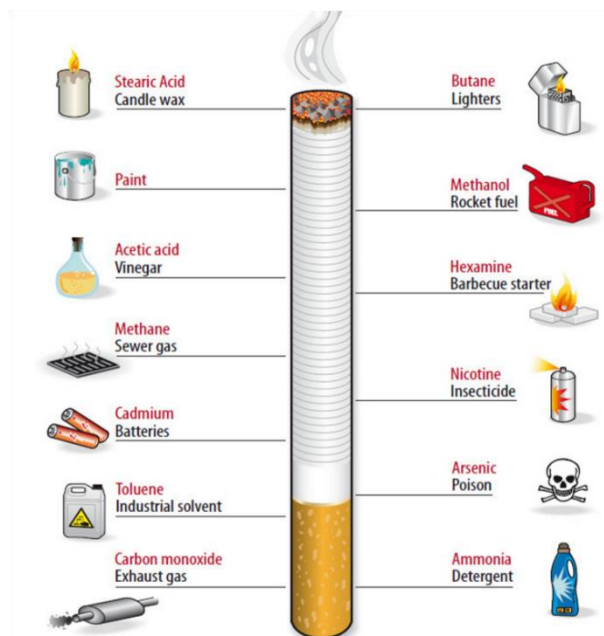 Stearic Acid
Candle wax
Paint
Acetic acid
Vinegar
Methane
Sewer gas
Cadmium
Batteries
Toluene
Industrial solvent
Carbon monoxide
Exhaust gas
Butane
Lighters
Methanol
Rocket fuel
FUEL
Hexamine
Barbecue starter
Nicotine
Insecticide
Arsenic
Poison
Ammonia
Detergent